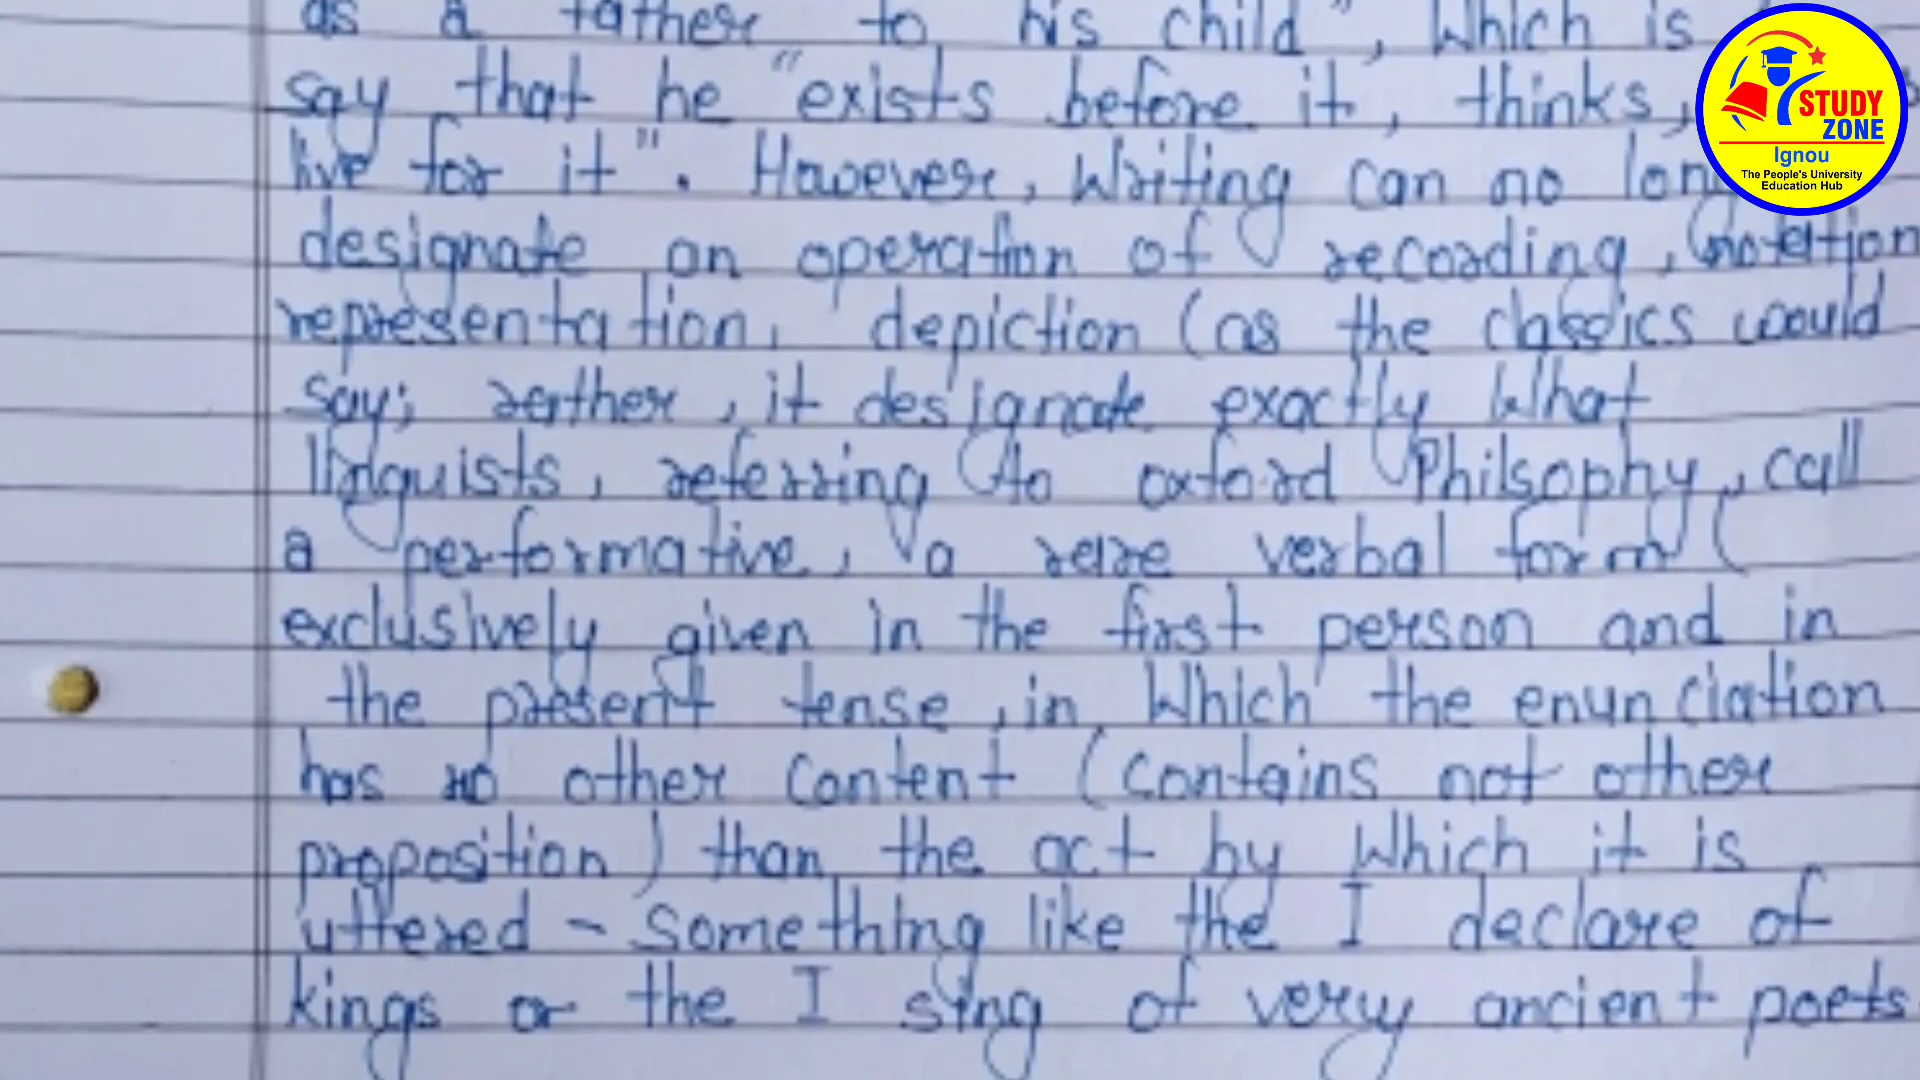 as a father to his child", Which is
say that he "exists before it, thinks,
live for it". However, Writing can no
designate an operation of recording, notation
representation, depiction (as the classics would
say; rather, it designate exactly What
linguists, referring to oxford Philsophy, call
a performative, a rare verbal form (
exclusively given in the first person and in
the present tense, in Which the enunciation
has no other Content (contains not other
proposition) than the act by Which it is
uttered - Something like the I declare of
kings or the I sing of very ancient poets
STUDY
ZONE
Ignou
The People's University
Education Hub